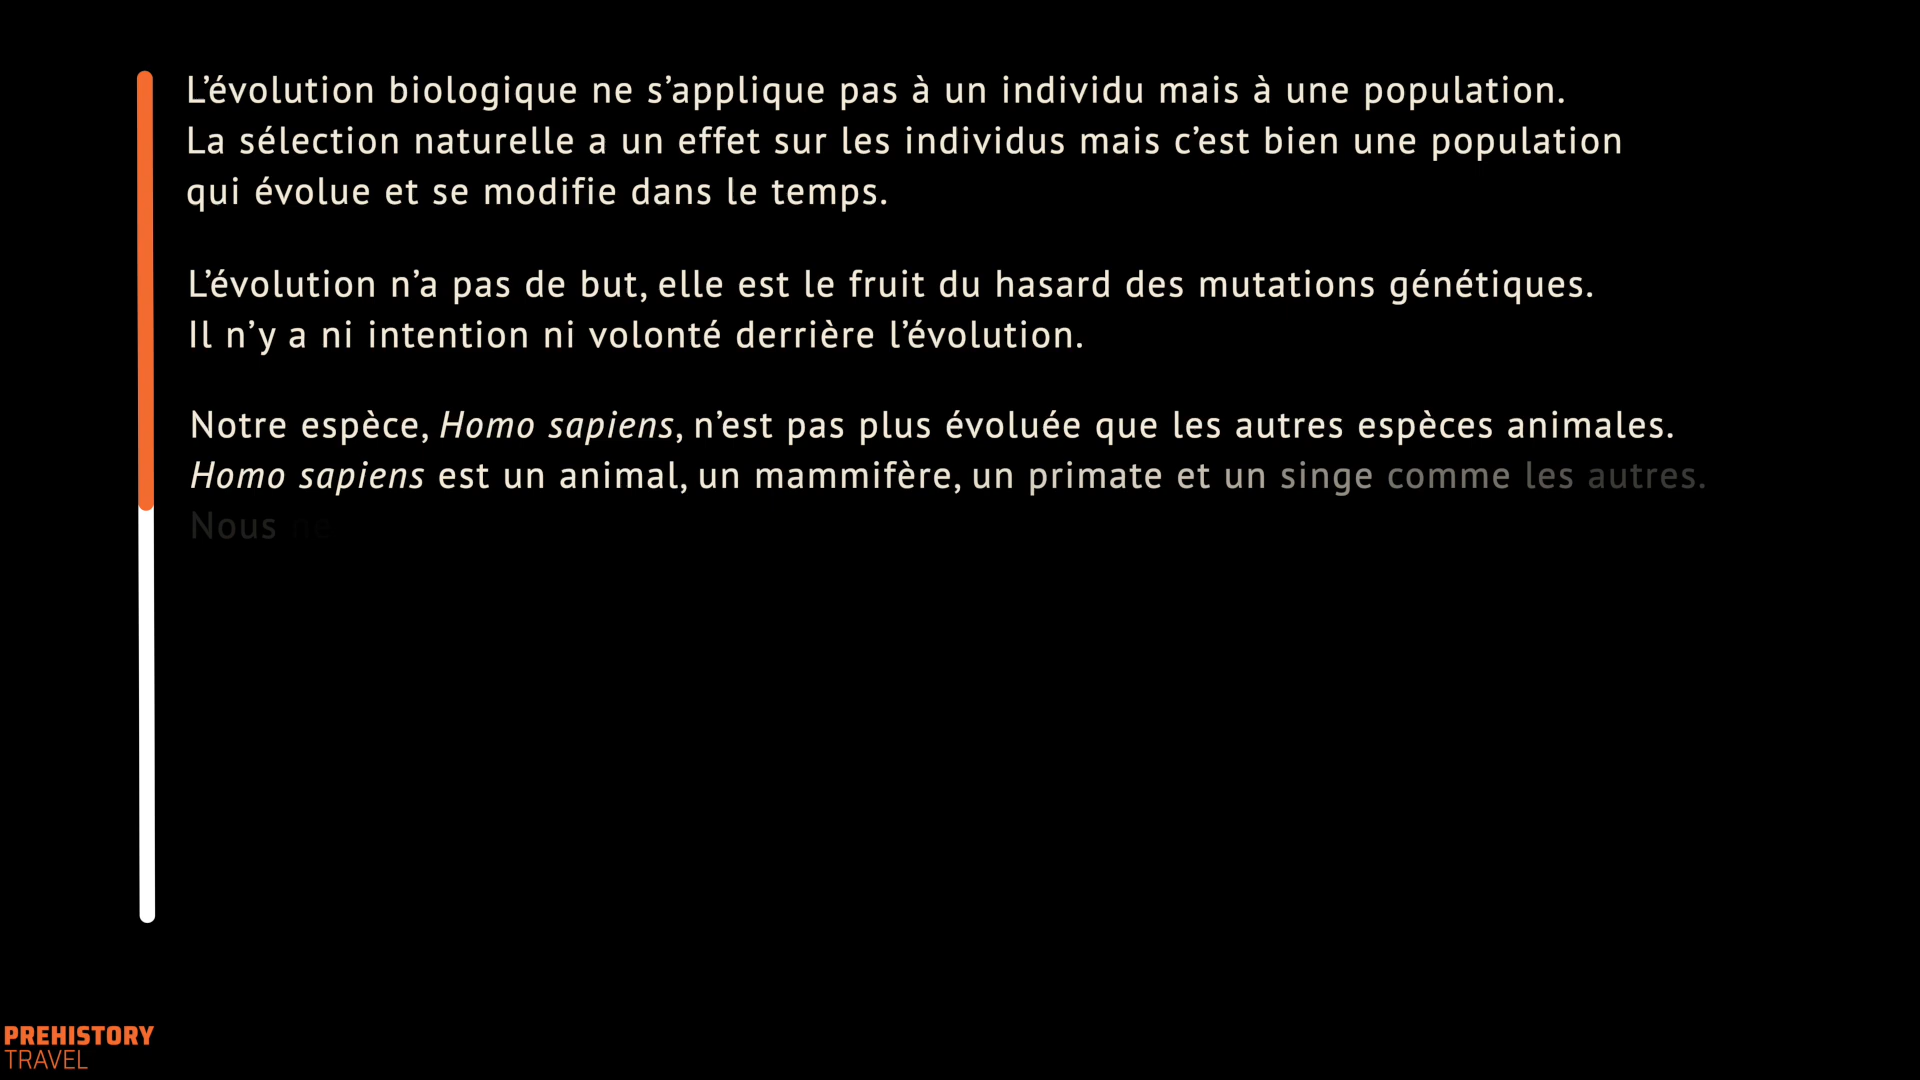 L’évolution biologique ne s’applique pas à un individu mais à une population.
La sélection naturelle a un effet sur les individus mais c’est bien une population
qui évolue et se modifie dans le temps.
L’évolution n’a pas de but, elle est le fruit du hasard des mutations génétiques.
Il n’y a ni intention ni volonté derrière l’évolution.
Notre espèce, Homo sapiens, n’est pas plus évoluée que les autres espèces animales.
Homo sapiens est un animal, un mammifère, un primate et un singe comme les autres.
Nous ne
PREHISTORY
TRAVEL